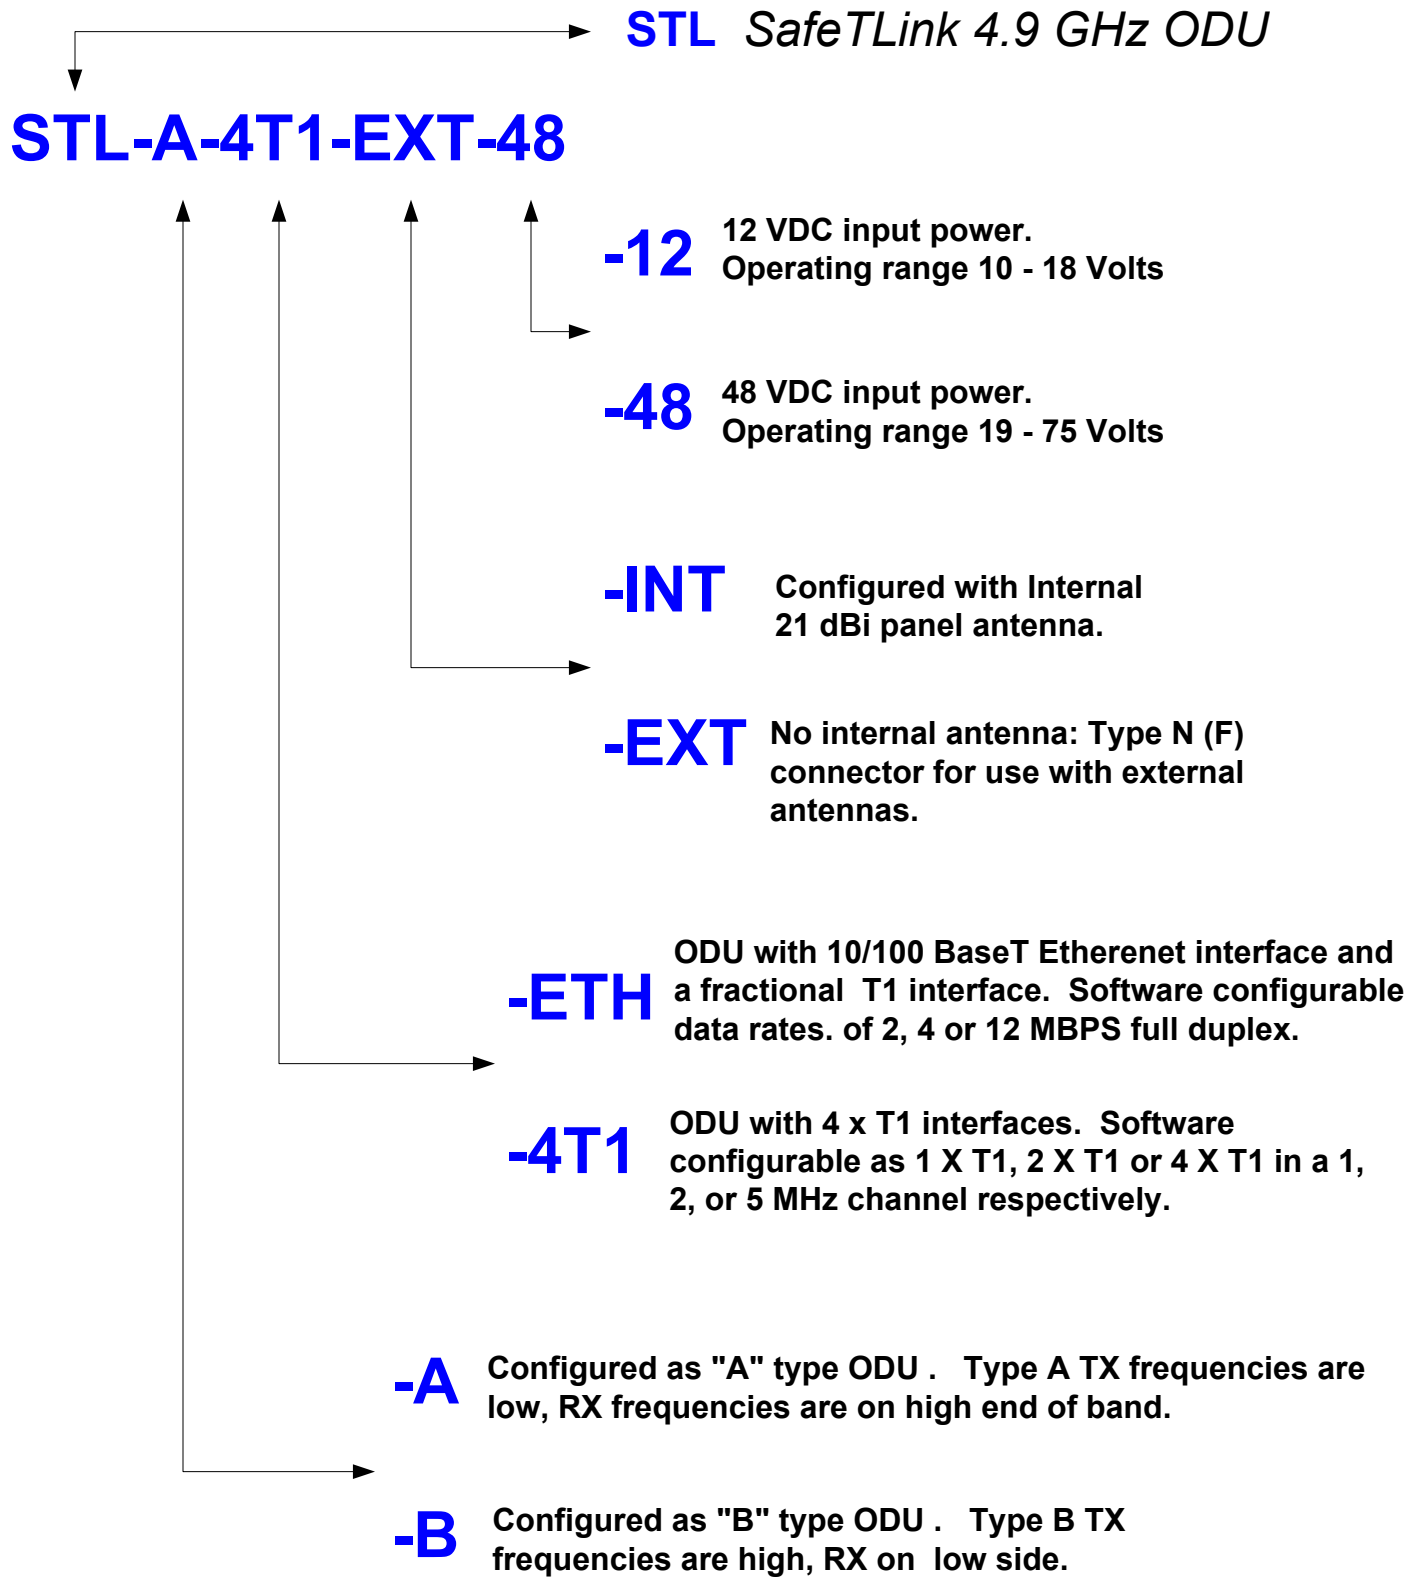 STL SafeTLink 4.9 GHz ODU
STL-A-4T1-EXT-48
-12 12 VDC input power.
Operating range 10 - 18 Volts
-48 48 VDC input power.
Operating range 19 - 75 Volts
-INT Configured with Internal
21 dBi panel antenna.
-EXT No internal antenna: Type N (F)
connector for use with external
antennas.
-ETH ODU with 10/100 BaseT Etherenet interface and
a fractional T1 interface. Software configurable
data rates. of 2, 4 or 12 MBPS full duplex.
-4T1 ODU with 4 x T1 interfaces. Software
configurable as 1 X T1, 2 X T1 or 4 X T1 in a 1,
2, or 5 MHz channel respectively.
-A Configured as "A" type ODU . Type A TX frequencies are
low, RX frequencies are on high end of band.
-B Configured as "B" type ODU . Type B TX
frequencies are high, RX on low side.